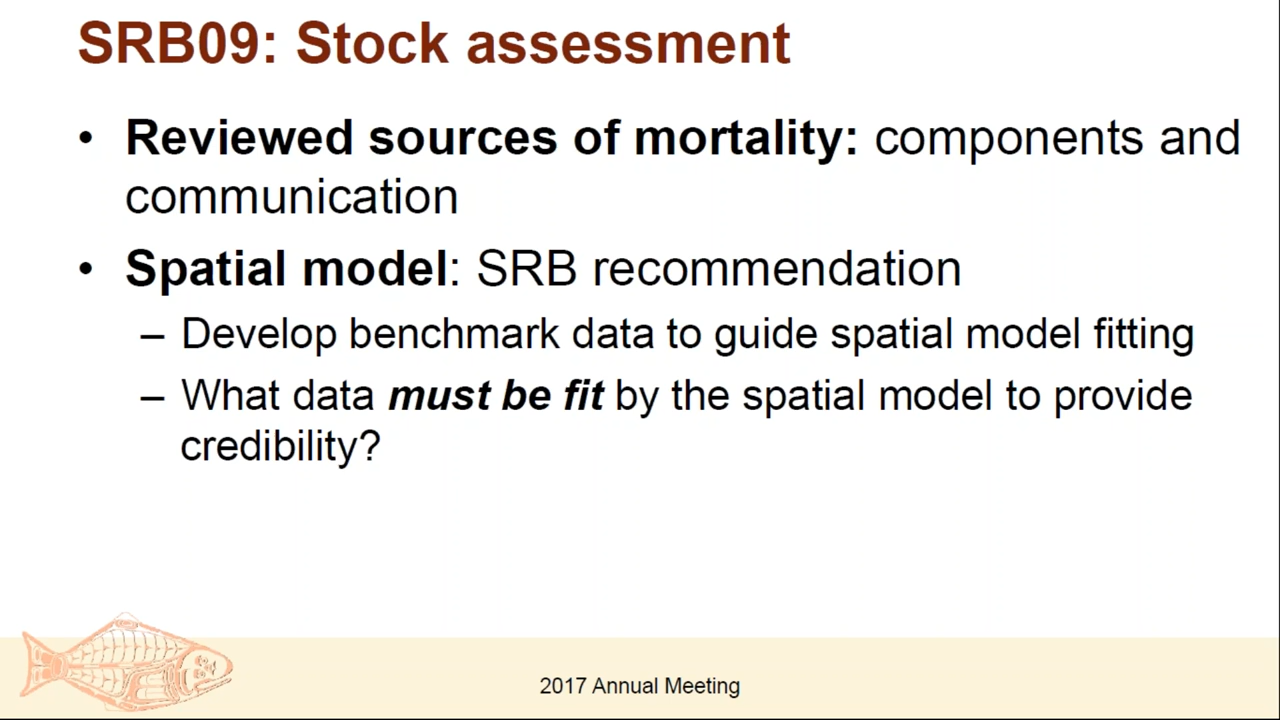 SRB09: Stock assessment
• Reviewed sources of mortality: components and
communication
• Spatial model: SRB recommendation
– Develop benchmark data to guide spatial model fitting
– What data must be fit by the spatial model to provide
credibility?
2017 Annual Meeting